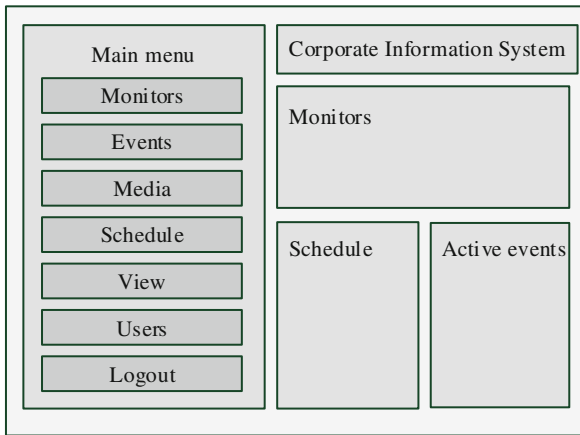 Main menu
Monitors
Events
Media
Schedule
View
Users
Logout
Corporate Information System
Monitors
Schedule
Active events